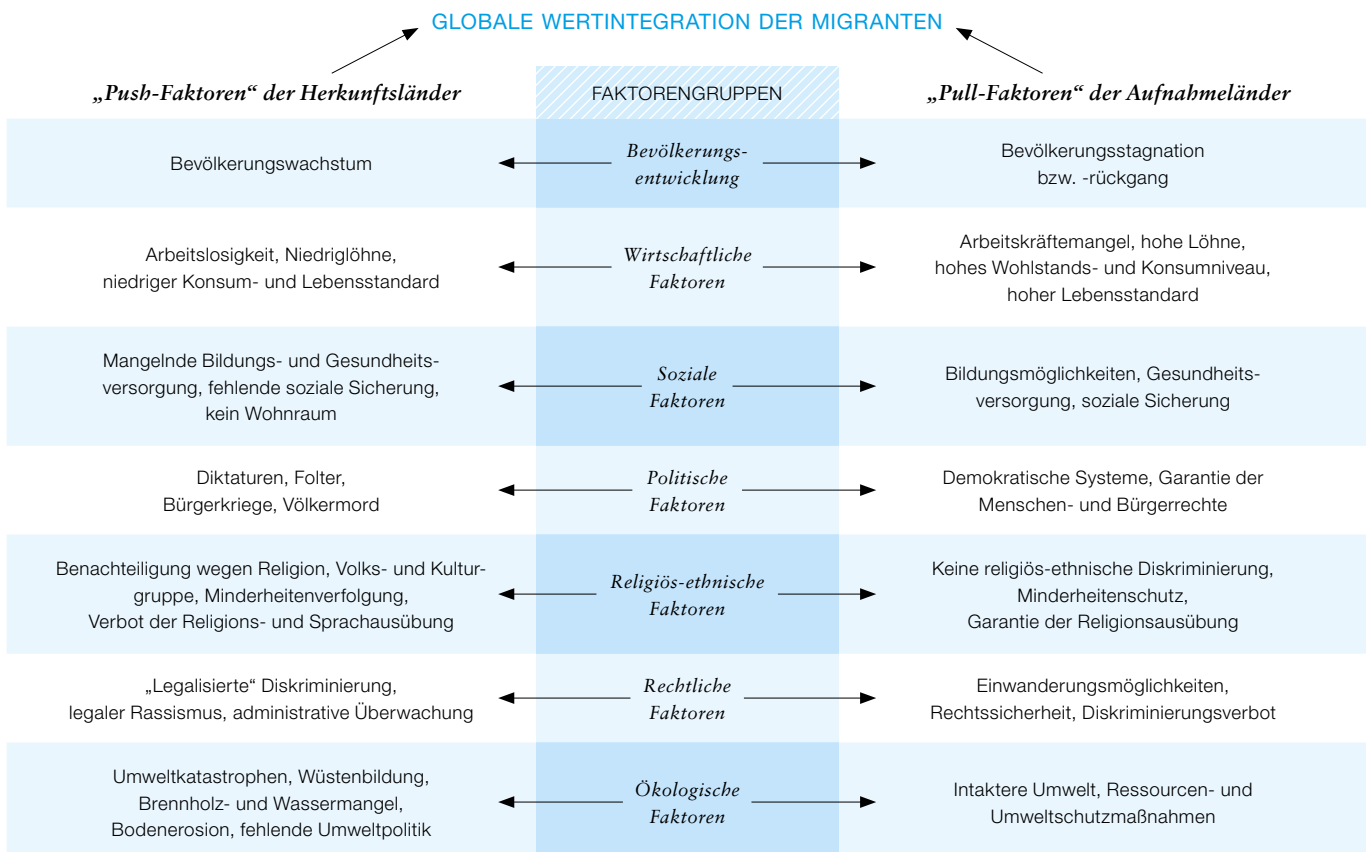 GLOBALE WERTINTEGRATION DER MIGRANTEN
„Push-Faktoren“ der Herkunftsländer
FAKTORENGRUPPEN
„Pull-Faktoren“ der Aufnahmeländer
Bevölkerungswachstum
Bevölkerungs-
entwicklung
Bevölkerungsstagnation
bzw. -rückgang
Arbeitslosigkeit, Niedriglöhne,
niedriger Konsum- und Lebensstandard
Wirtschaftliche
Faktoren
Arbeitskräftemangel, hohe Löhne,
hohes Wohlstands- und Konsumniveau,
hoher Lebensstandard
Mangelnde Bildungs- und Gesundheits-
versorgung, fehlende soziale Sicherung,
kein Wohnraum
Soziale
Faktoren
Bildungsmöglichkeiten, Gesundheits-
versorgung, soziale Sicherung
Diktaturen, Folter,
Bürgerkriege, Völkermord
Politische
Faktoren
Demokratische Systeme, Garantie der
Menschen- und Bürgerrechte
Benachteiligung wegen Religion, Volks- und Kultur-
gruppe, Minderheitenverfolgung,
Verbot der Religions- und Sprachausübung
Religiös-ethnische
Faktoren
Keine religiös-ethnische Diskriminierung,
Minderheitenschutz,
Garantie der Religionsausübung
„Legalisierte“ Diskriminierung,
legaler Rassismus, administrative Überwachung
Rechtliche
Faktoren
Einwanderungsmöglichkeiten,
Rechtssicherheit, Diskriminierungsverbot
Umweltkatastrophen, Wüstenbildung,
Brennholz- und Wassermangel,
Bodenerosion, fehlende Umweltpolitik
Ökologische
Faktoren
Intaktere Umwelt, Ressourcen- und
Umweltschutzmaßnahmen